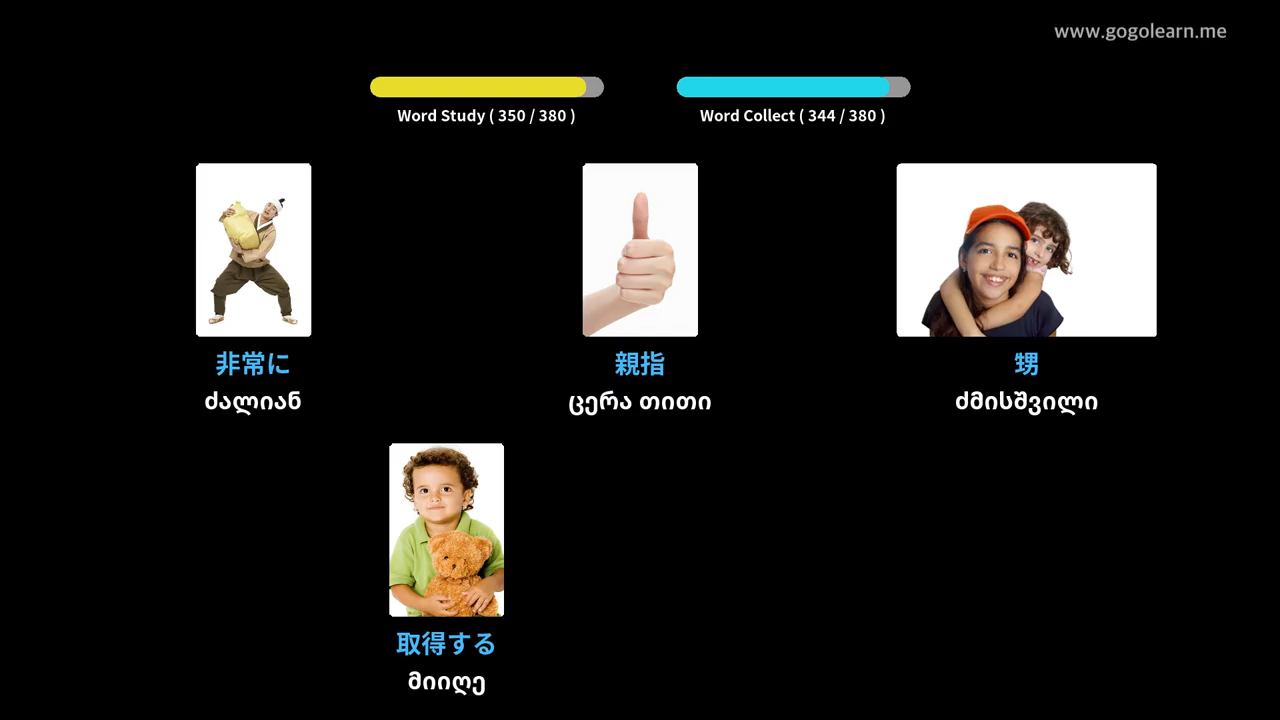 www.gogolearn.me
Word Study ( 350 / 380 )
Word Collect ( 344 / 380 )
非常に
ძალიან
親指
ცერა თითი
甥
ძმისშვილი
取得する
მიიღე